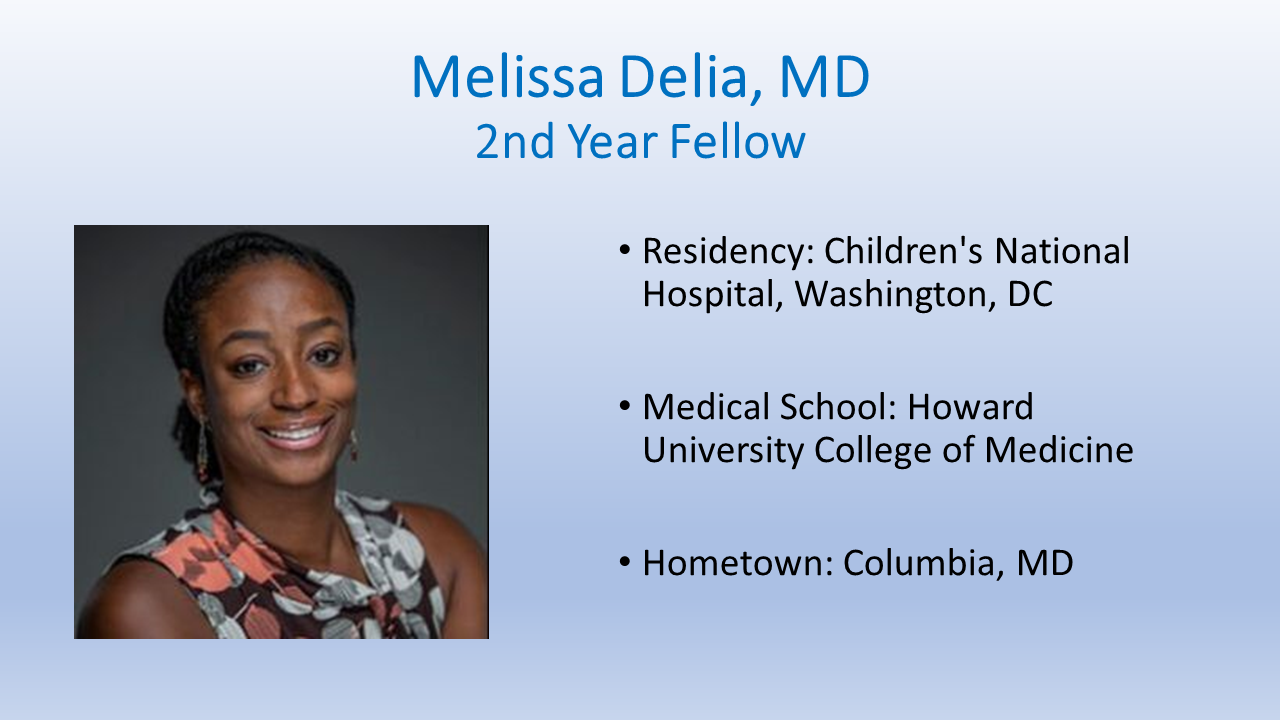 Melissa Delia, MD
2nd Year Fellow
• Residency: Children's National
Hospital, Washington, DC
• Medical School: Howard
University College of Medicine
• Hometown: Columbia, MD